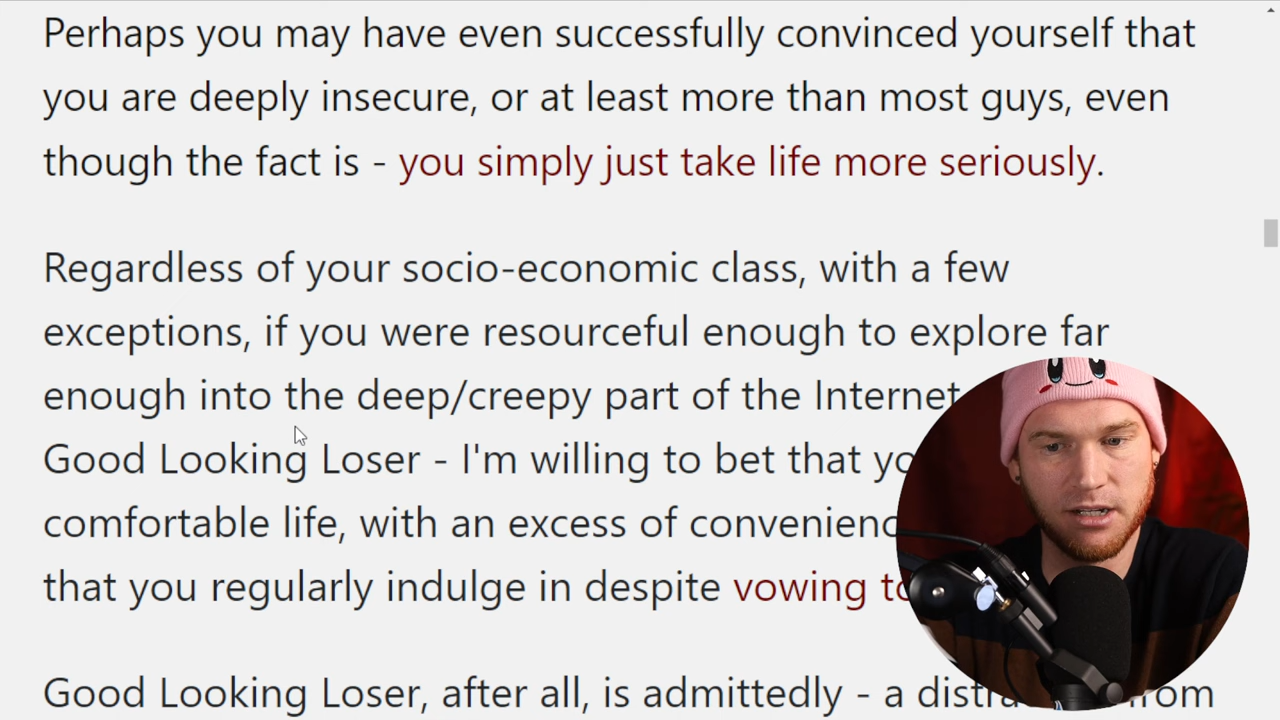 Perhaps you may have even successfully convinced yourself that
you are deeply insecure, or at least more than most guys, even
though the fact is - you simply just take life more seriously.
Regardless of your socio-economic class, with a few
exceptions, if you were resourceful enough to explore far
enough into the deep/creepy part of the Internet
Good Looking Loser - I'm willing to bet that
comfortable life, with an excess of
that you regularly indulge in despite vowing
Good Looking Loser, after all, is admittedly - a from